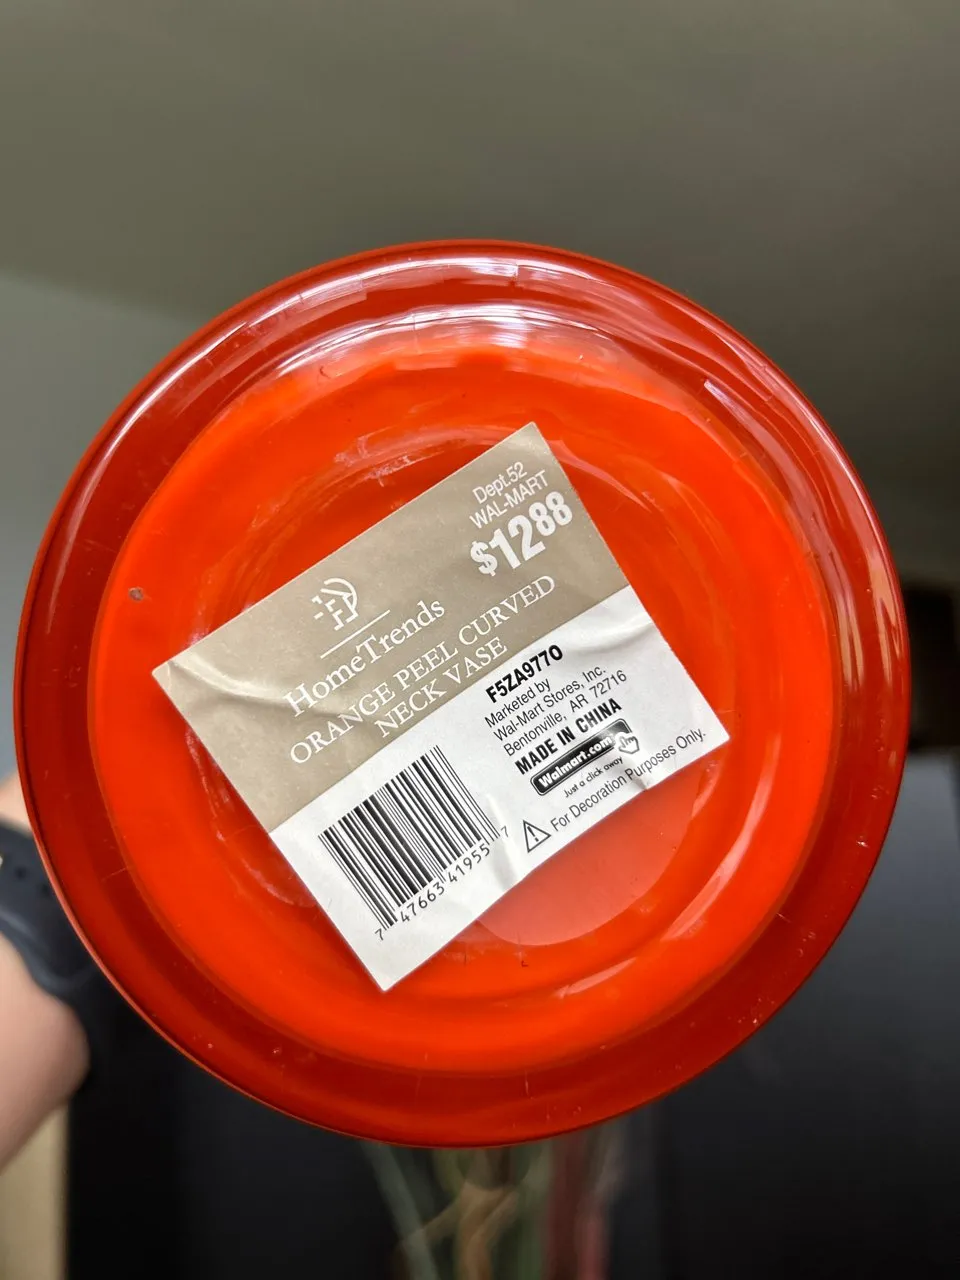 Dept.52
WAL-MART
$1288
HomeTrends
ORANGE PEEL CURVED
NECK VASE
F5ZA9770
Marketed by
Wal-Mart Stores, Inc.
Bentonville, AR 72716
MADE IN CHINA
Walmart.com
Just a click away
For Decoration Purposes Only.
7 47663 41955 7